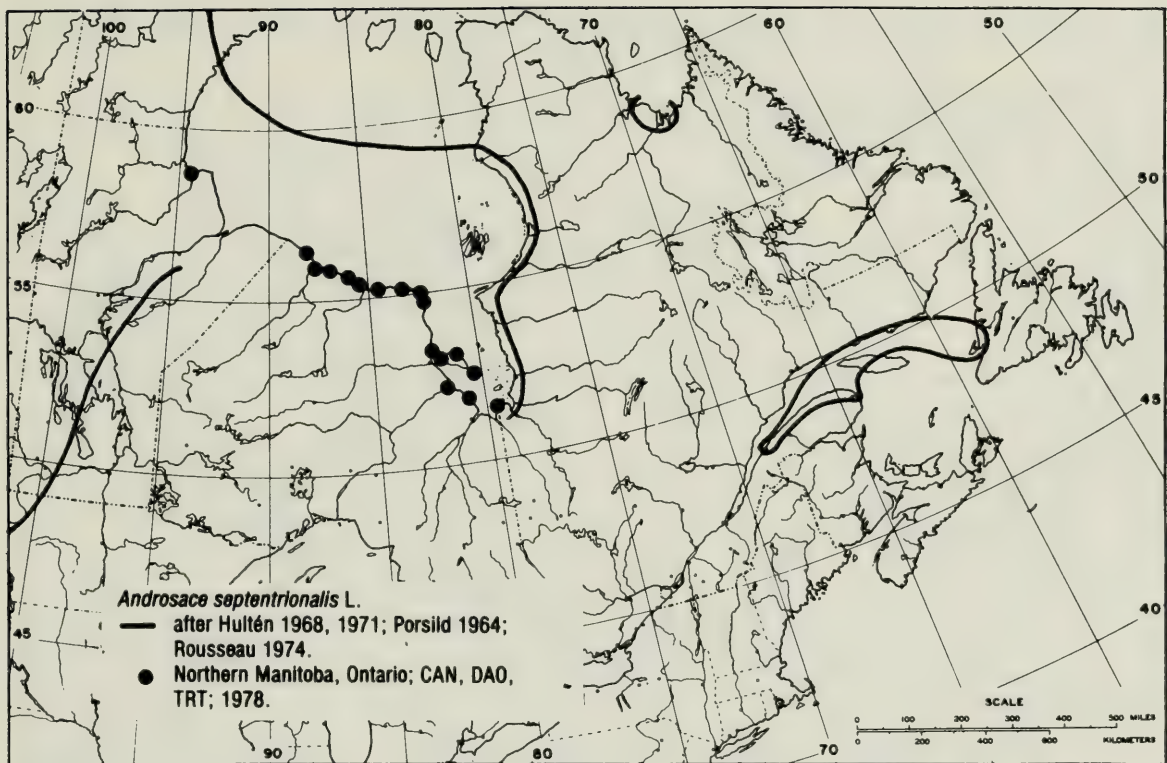 100 90 80 70 60 50
60
50
55
45
Androsace septentrionalis L.
after Hultén 1968, 1971; Porsild 1964;
Rousseau 1974.
Northern Manitoba, Ontario; CAN, DAO,
TRT; 1978.
45
40
SCALE
0 100 200 300 400 500 MILES
0 200 400 600 KILOMETERS
90 80 70